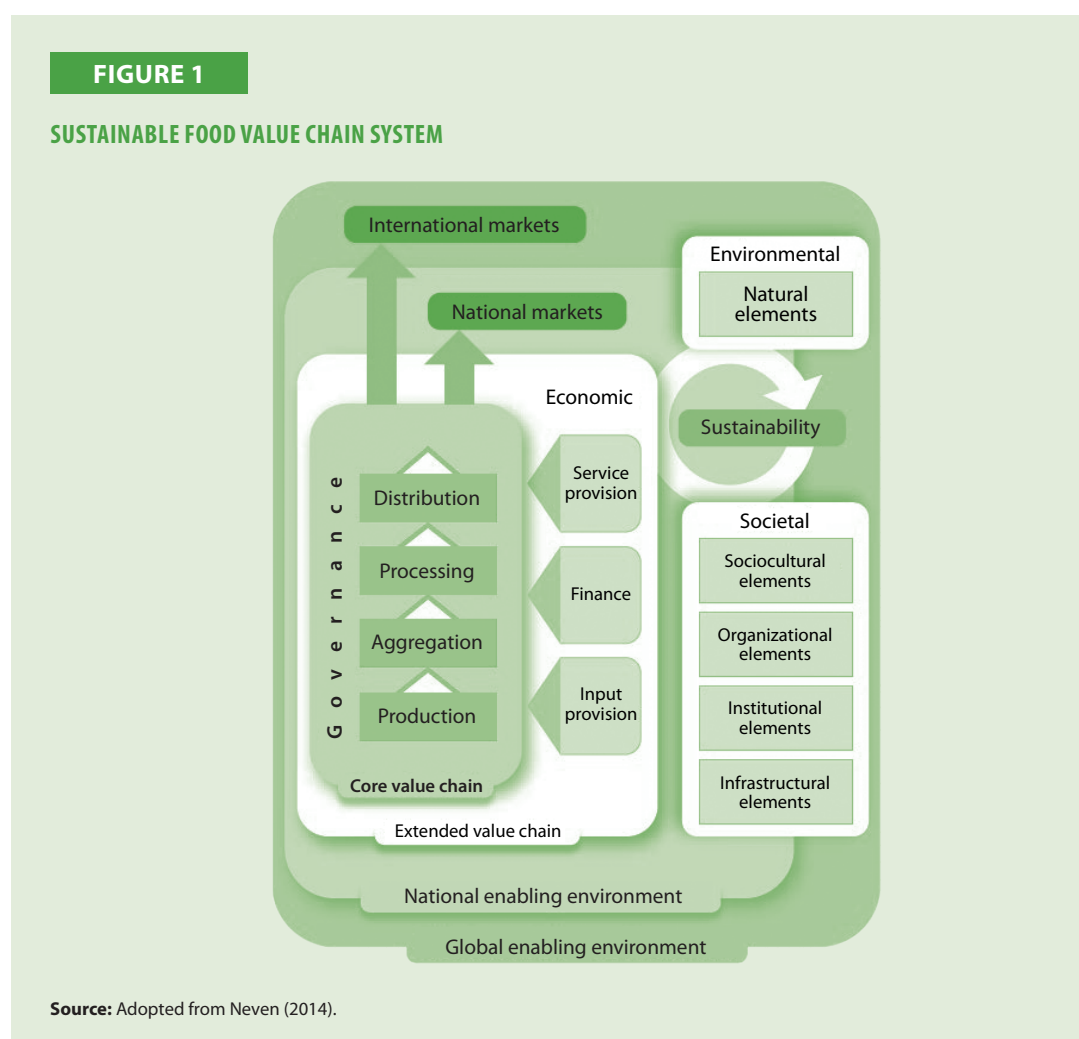 FIGURE 1
SUSTAINABLE FOOD VALUE CHAIN SYSTEM
International markets
National markets
Environmental
Natural
elements
Sustainability
Economic
Governnance
Distribution
Processing
Aggregation
Production
Service
provision
Finance
Input
provision
Societal
Sociocultural
elements
Organizational
elements
Institutional
elements
Infrastructural
elements
Core value chain
Extended value chain
National enabling environment
Global enabling environment
Source: Adopted from Neven (2014).